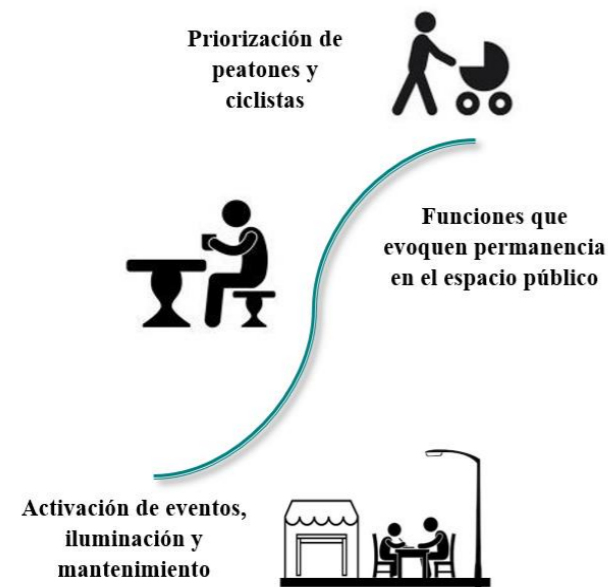 Priorización de
peatones y
ciclistas
Funciones que
evoquen permanencia
en el espacio público
Activación de eventos,
iluminación y
mantenimiento